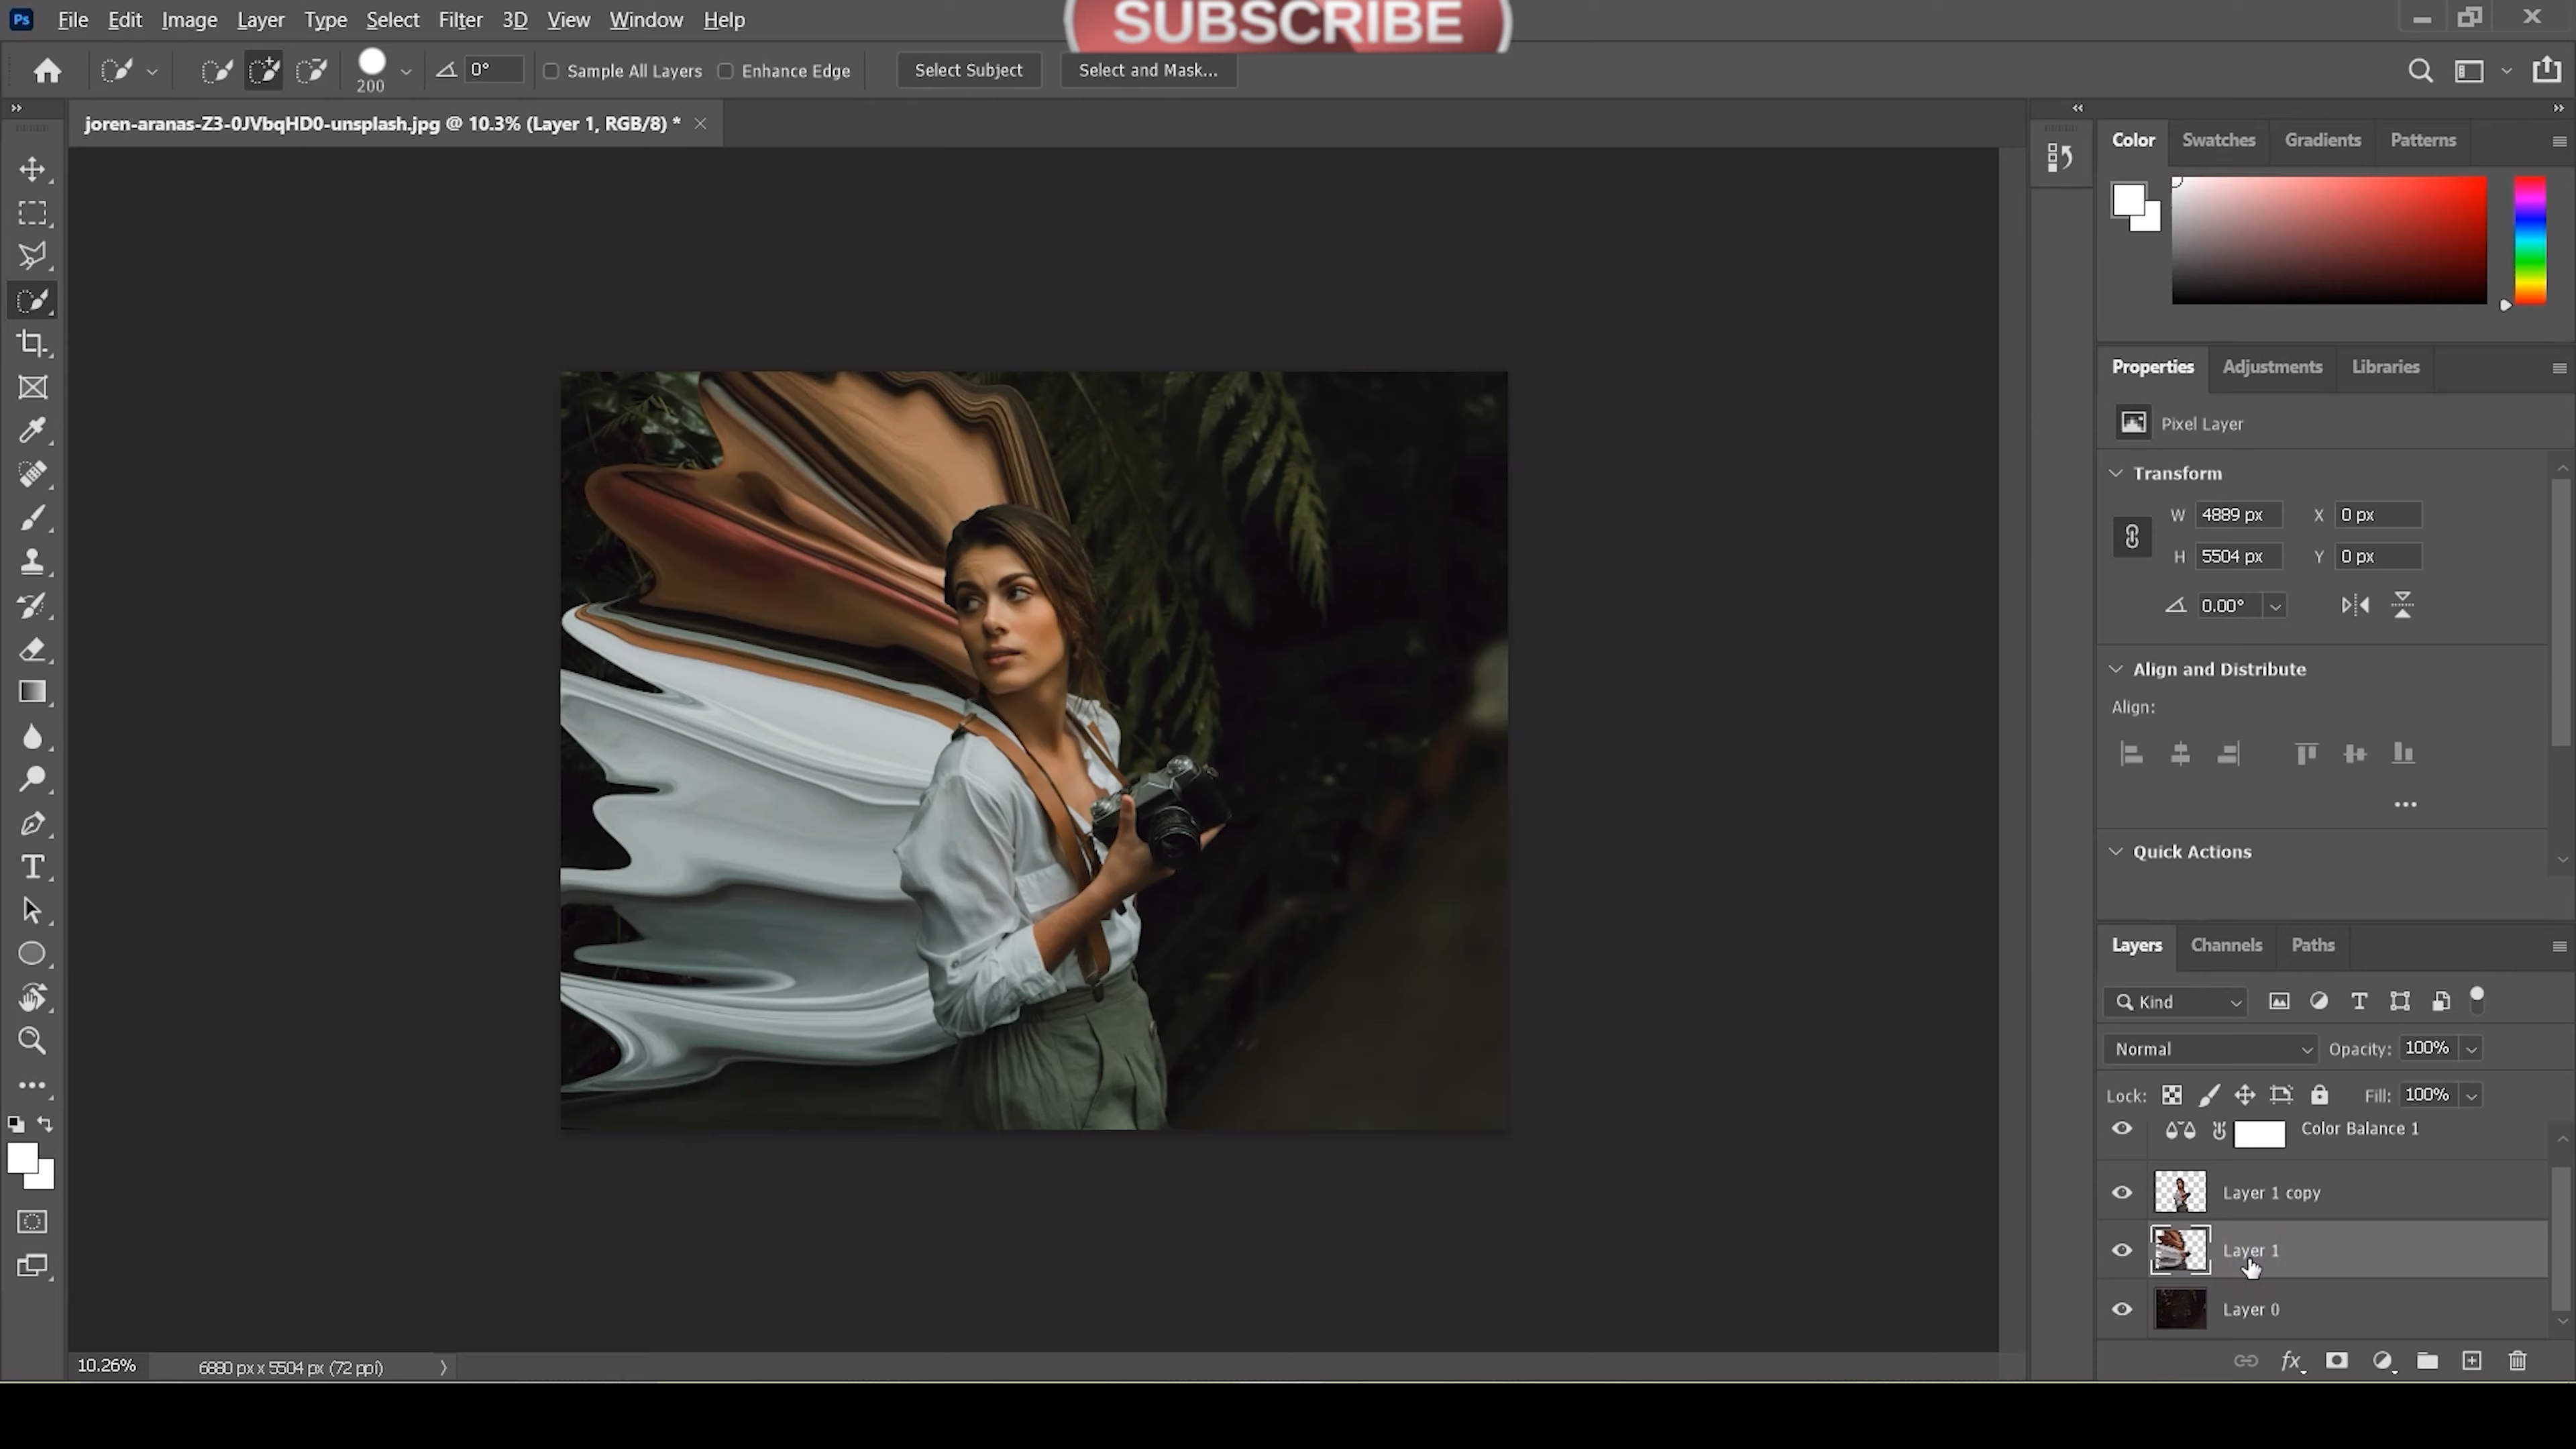 Ps File Edit Image Layer Type Select Filter 3D View Window Help
SUBSCRIBE
200
0°
Sample All Layers
Enhance Edge
Select Subject
Select and Mask...
joren-aranas-Z3-0JVbqHD0-unsplash.jpg @ 10.3% (Layer 1, RGB/8) *
Color Swatches Gradients Patterns
Properties Adjustments Libraries
Pixel Layer
Transform
W 4889 px X 0 px
H 5504 px Y 0 px
0.00°
Align and Distribute
Align:
Quick Actions
Layers Channels Paths
Kind
Normal Opacity: 100%
Lock: Fill: 100%
Color Balance 1
Layer 1 copy
Layer 1
Layer 0
fx
10.26% 6880 px x 5504 px (72 ppi)